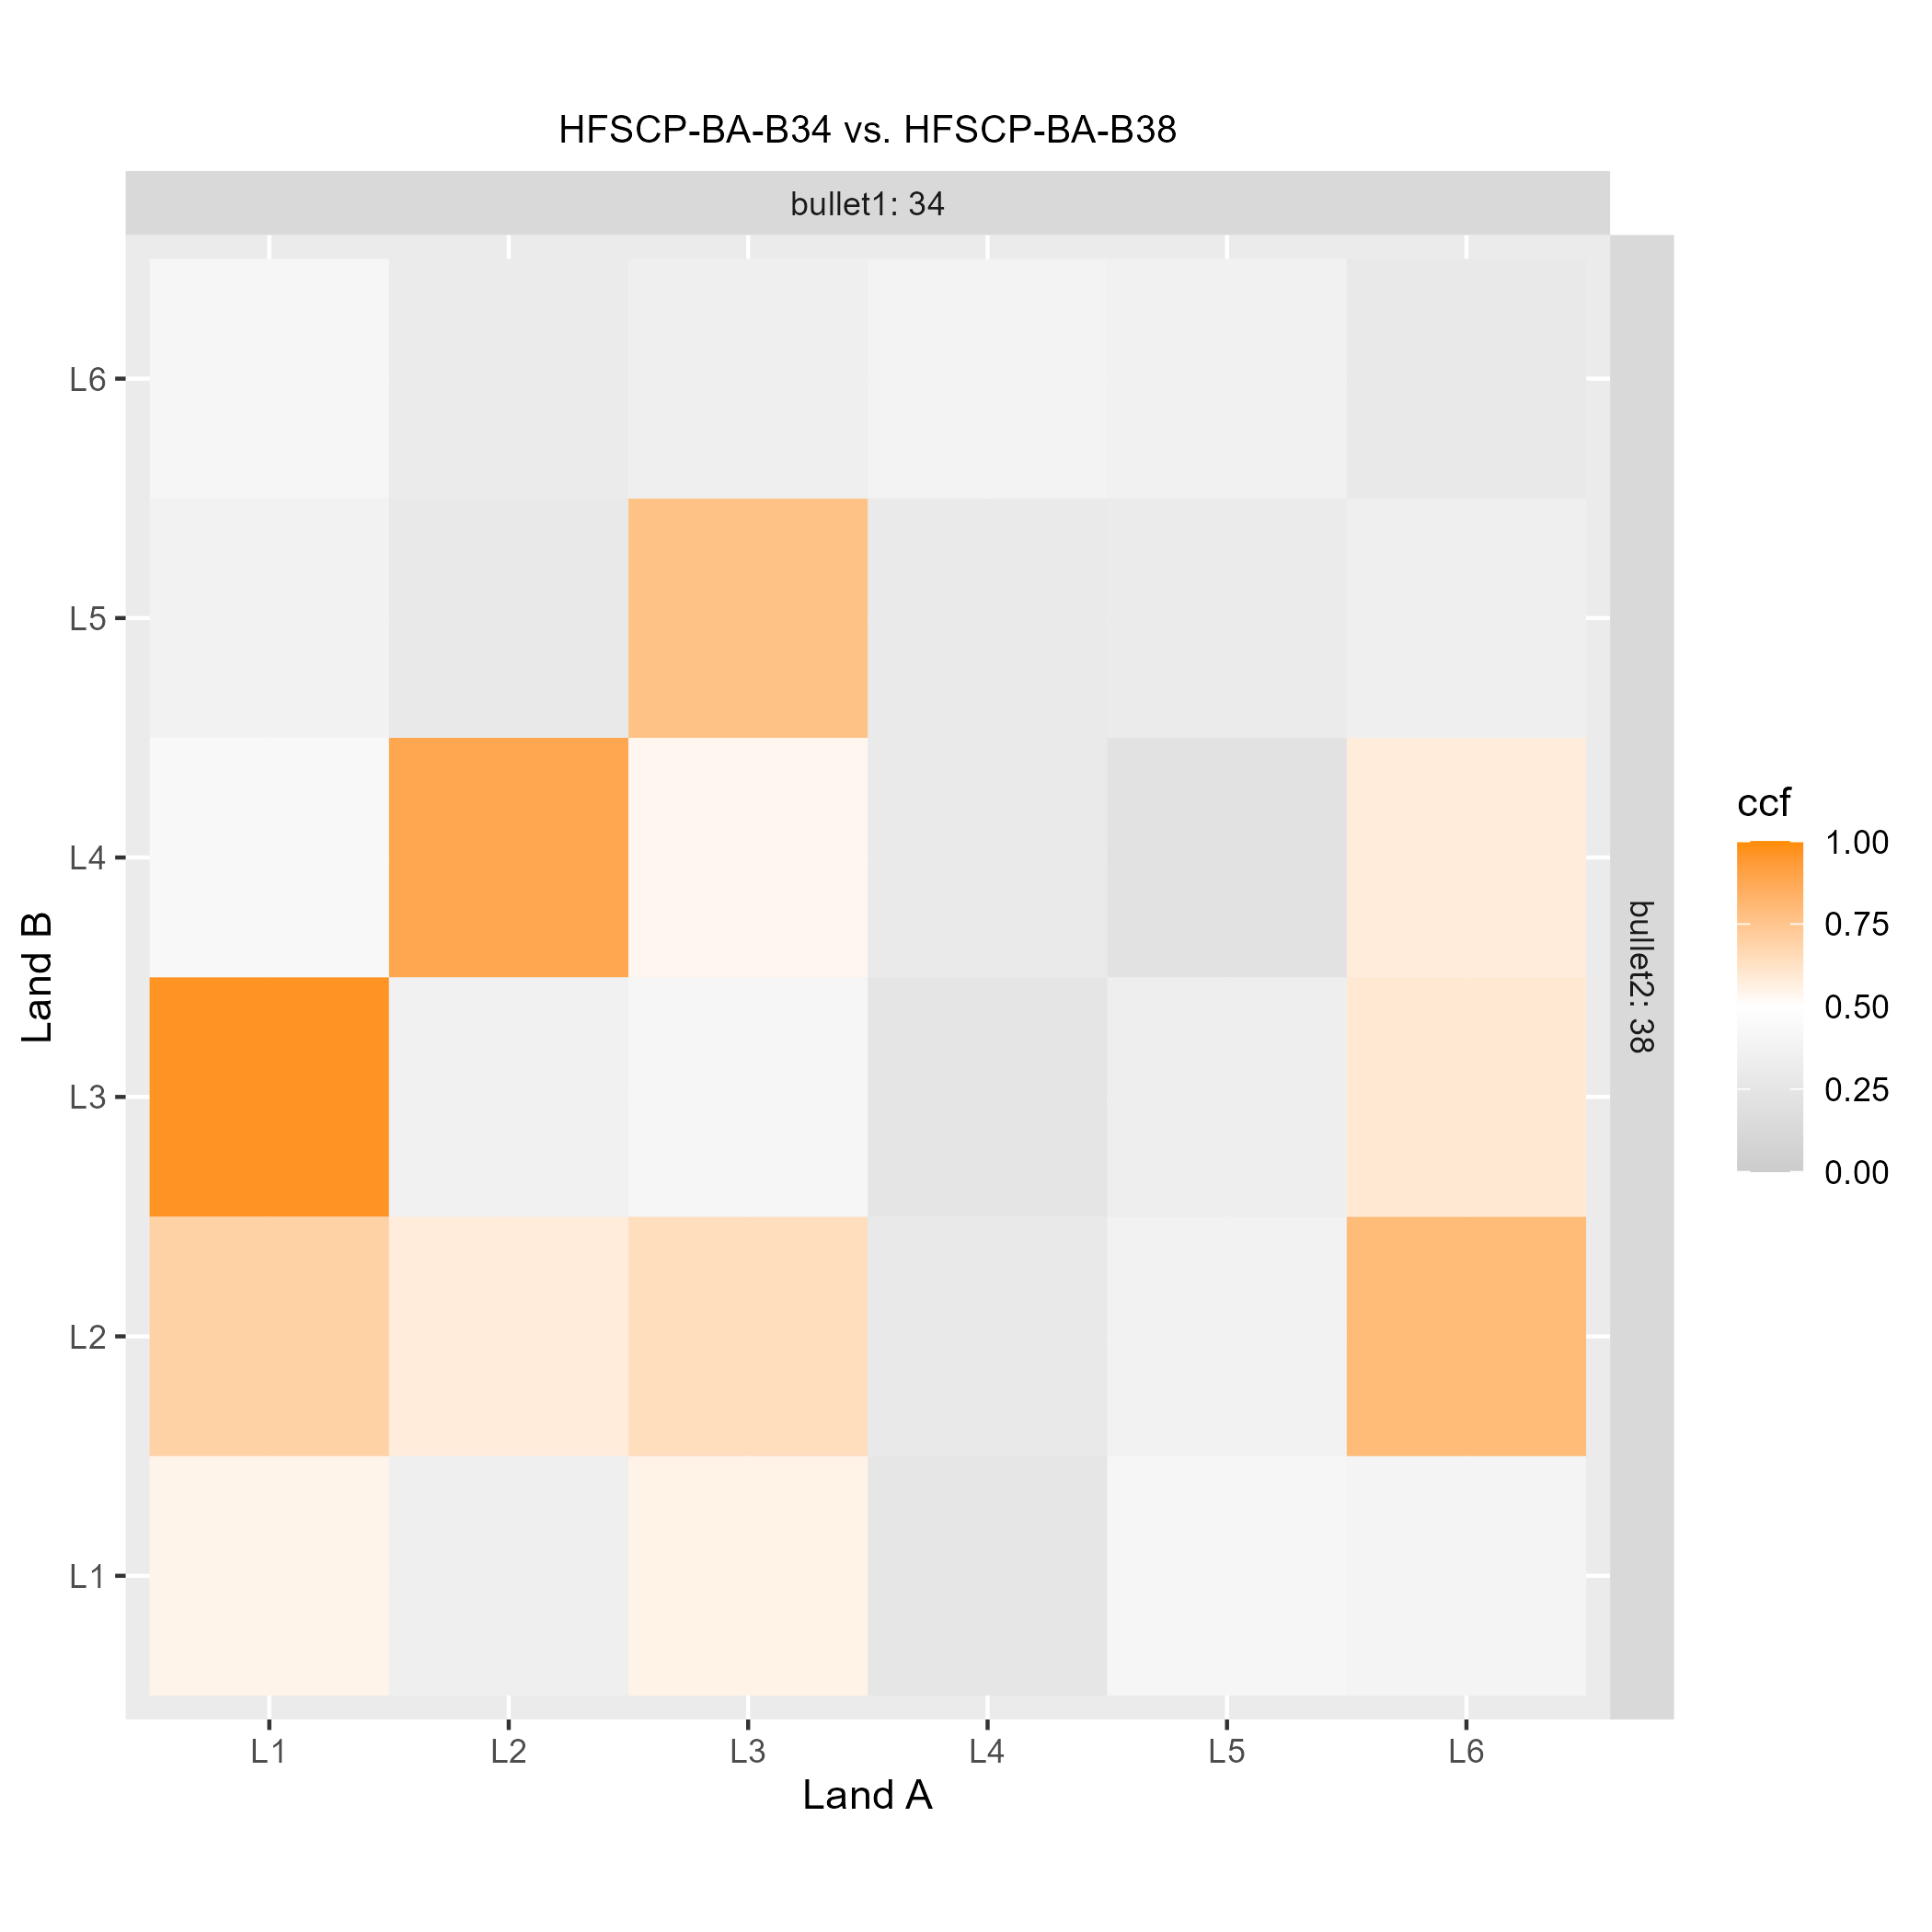 HFSCP-BA-B34 vs. HFSCP-BA-B38
bullet1: 34
L6
L5
L4
L3
L2
L1
Land B
L1 L2 L3 L4 L5 L6
Land A
bullet2: 38
ccf
1.00
0.75
0.50
0.25
0.00